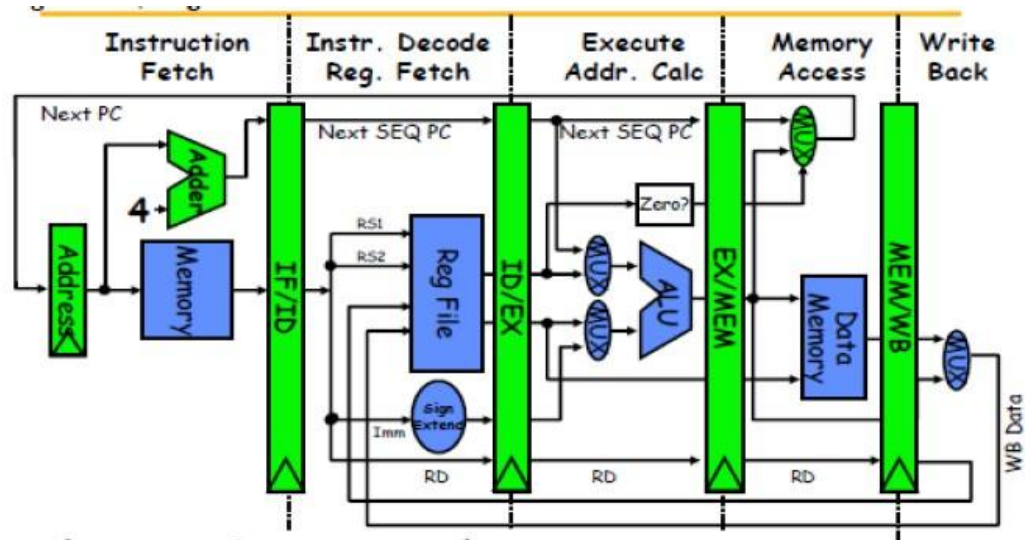 Instruction Fetch
Instr. Decode Reg. Fetch
Execute Addr. Calc
Memory Access
Write Back
Next PC
Next SEQ PC
Next SEQ PC
MUX
Adder
4
Zero?
RS1
RS2
Address
Memory
IF/ID
Reg File
ID/EX
MUX
MUX
ALU
EX/MEM
Data Memory
MEM/WB
MUX
Sign Extend
Imm
WB Data
RD
RD
RD